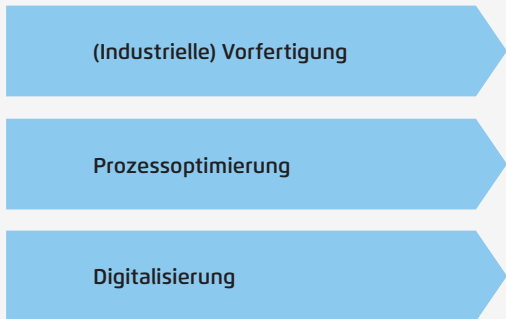 (Industrielle) Vorfertigung
Prozessoptimierung
Digitalisierung